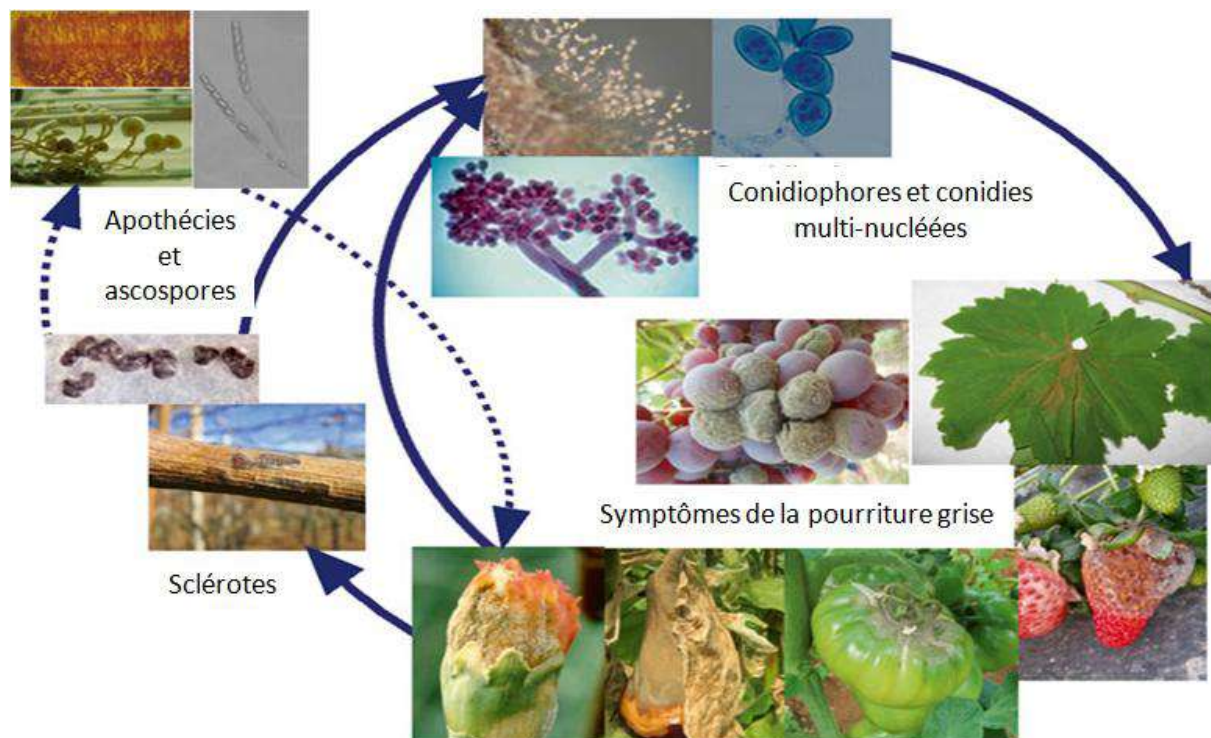 Conidiophores et conidies
multi-nucléées
Apothécies
et
ascospores
Symptômes de la pourriture grise
Sclérotes